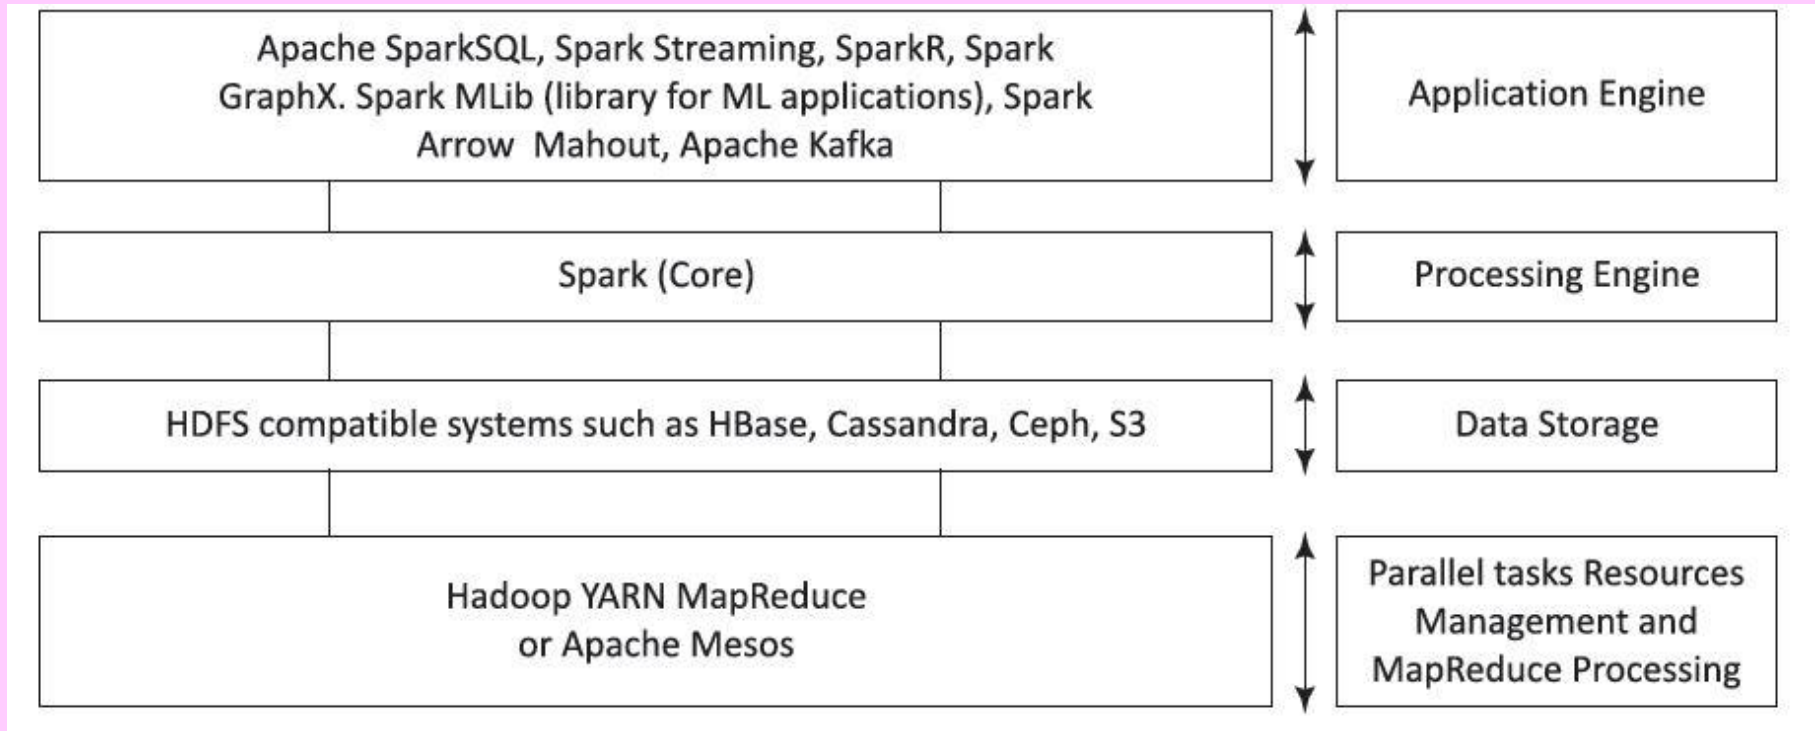 Apache SparkSQL, Spark Streaming, SparkR, Spark
GraphX. Spark MLib (library for ML applications), Spark
Arrow Mahout, Apache Kafka
Application Engine
Spark (Core)
Processing Engine
HDFS compatible systems such as HBase, Cassandra, Ceph, S3
Data Storage
Hadoop YARN MapReduce
or Apache Mesos
Parallel tasks Resources
Management and
MapReduce Processing